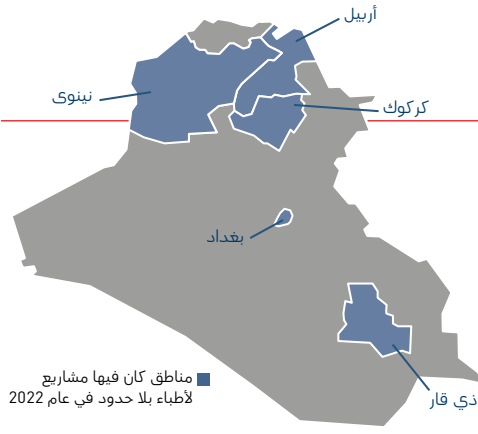 أربيل
نينوى
كركوك
بغداد
ذي قار
مناطق كان فيها مشاريع
لأطباء بلا حدود في عام 2022